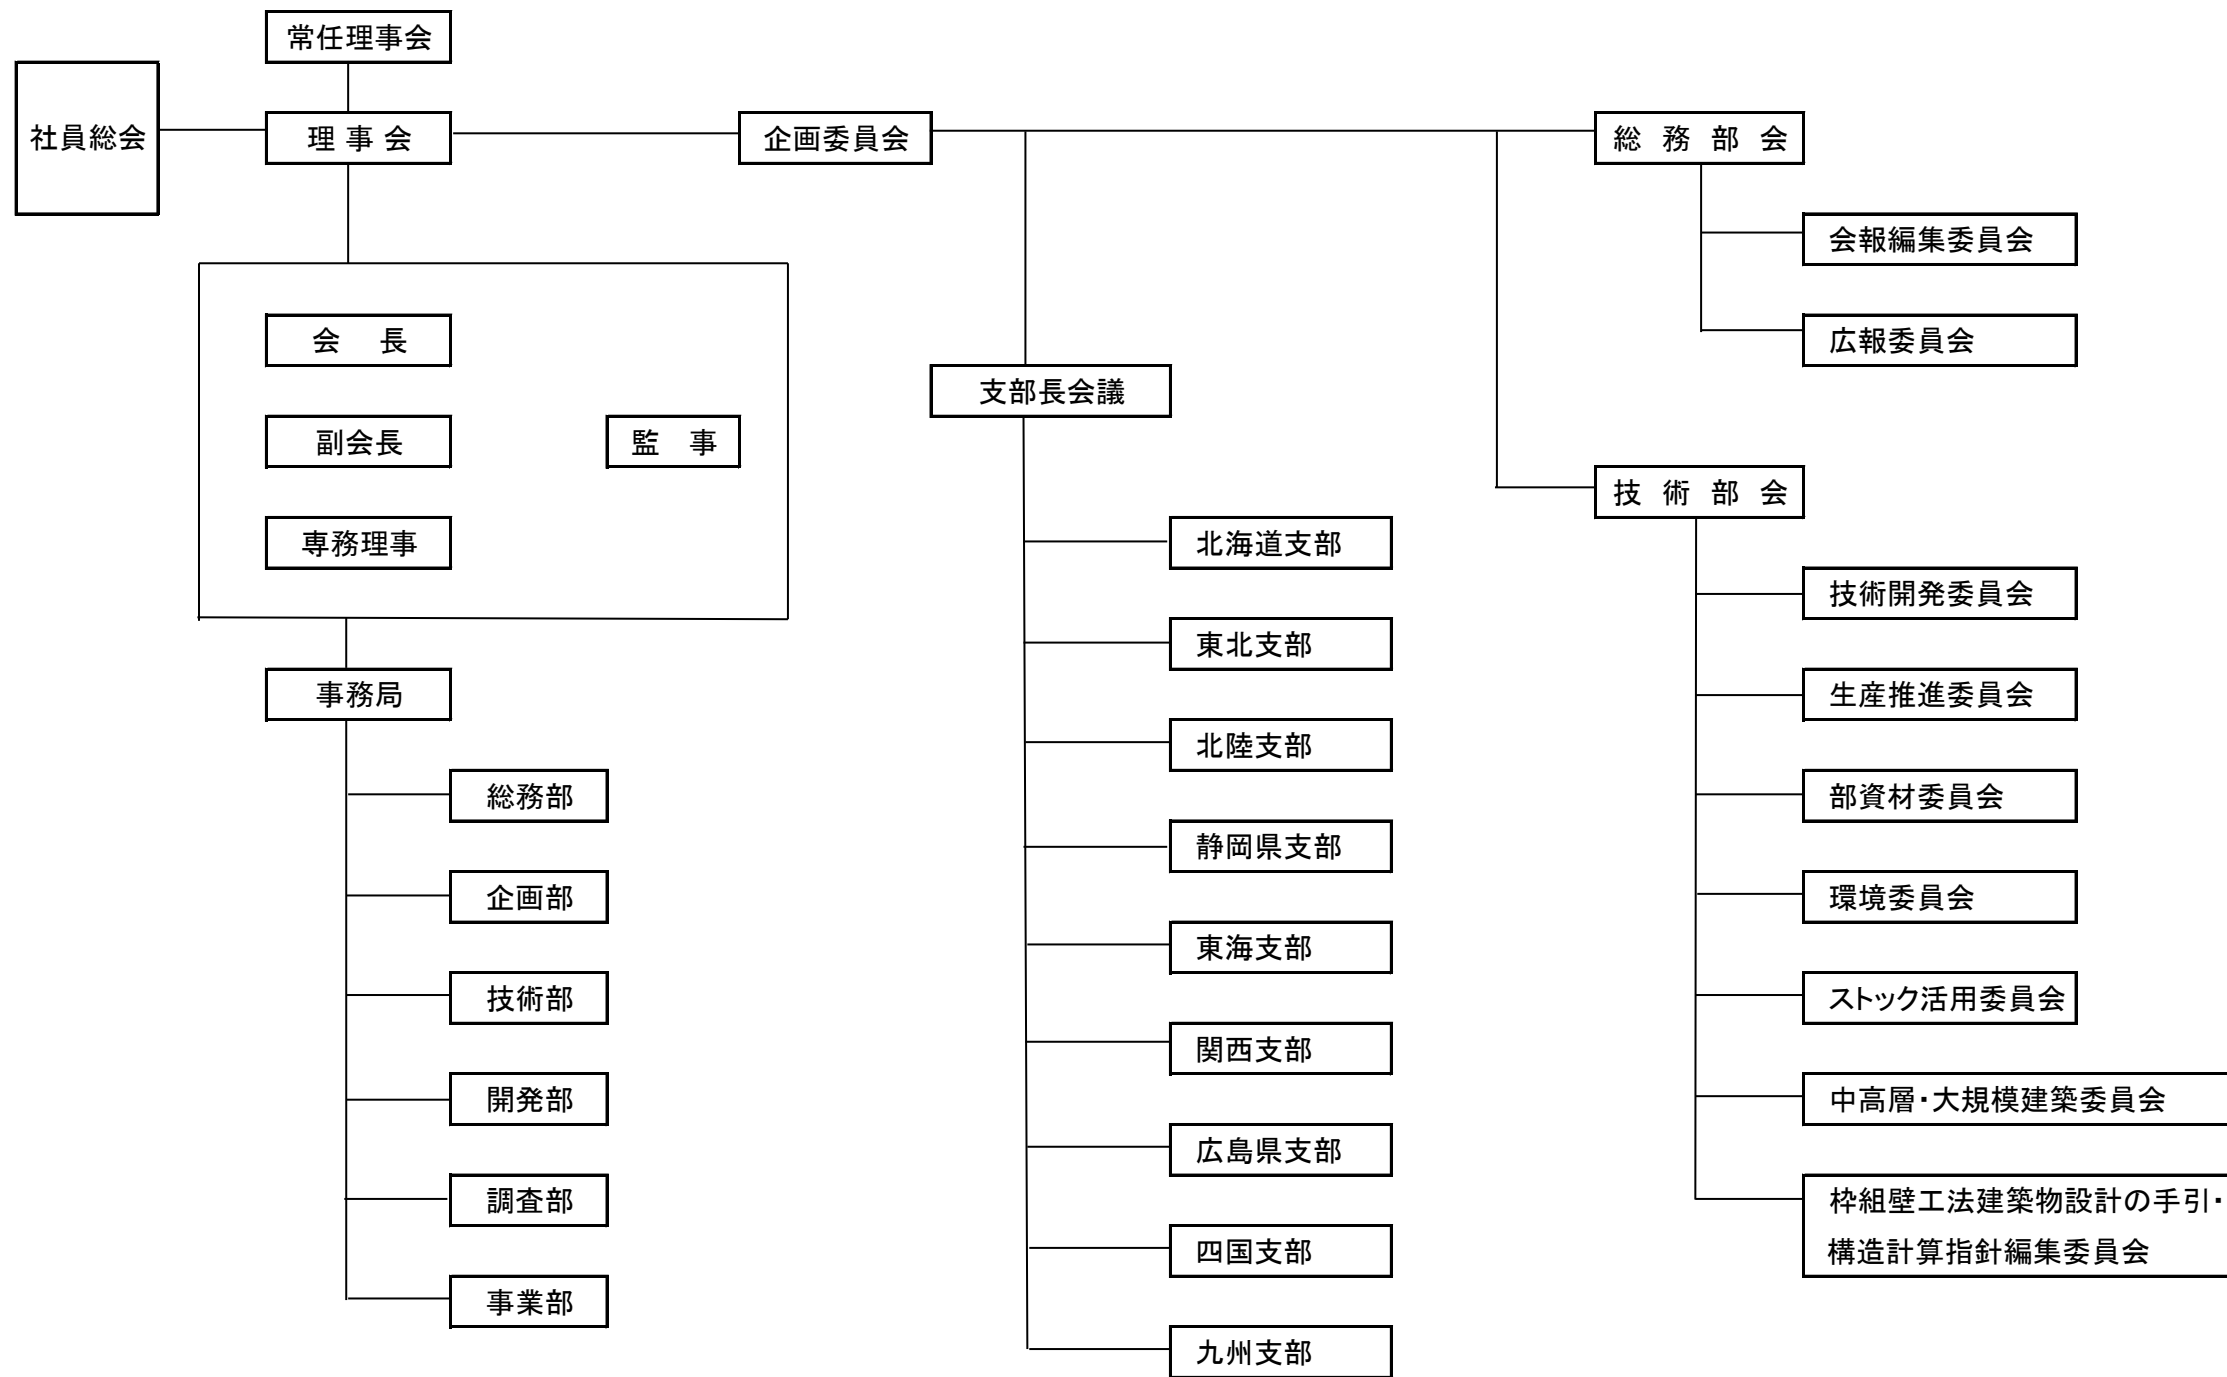 常任理事会
社員総会
理 事 会
企画委員会
総 務 部 会
会報編集委員会
広報委員会
会 長
副会長
監 事
専務理事
支部長会議
技 術 部 会
北海道支部
東北支部
北陸支部
静岡県支部
東海支部
関西支部
広島県支部
四国支部
九州支部
技術開発委員会
生産推進委員会
部資材委員会
環境委員会
ストック活用委員会
中高層・大規模建築委員会
枠組壁工法建築物設計の手引・
構造計算指針編集委員会
事務局
総務部
企画部
技術部
開発部
調査部
事業部